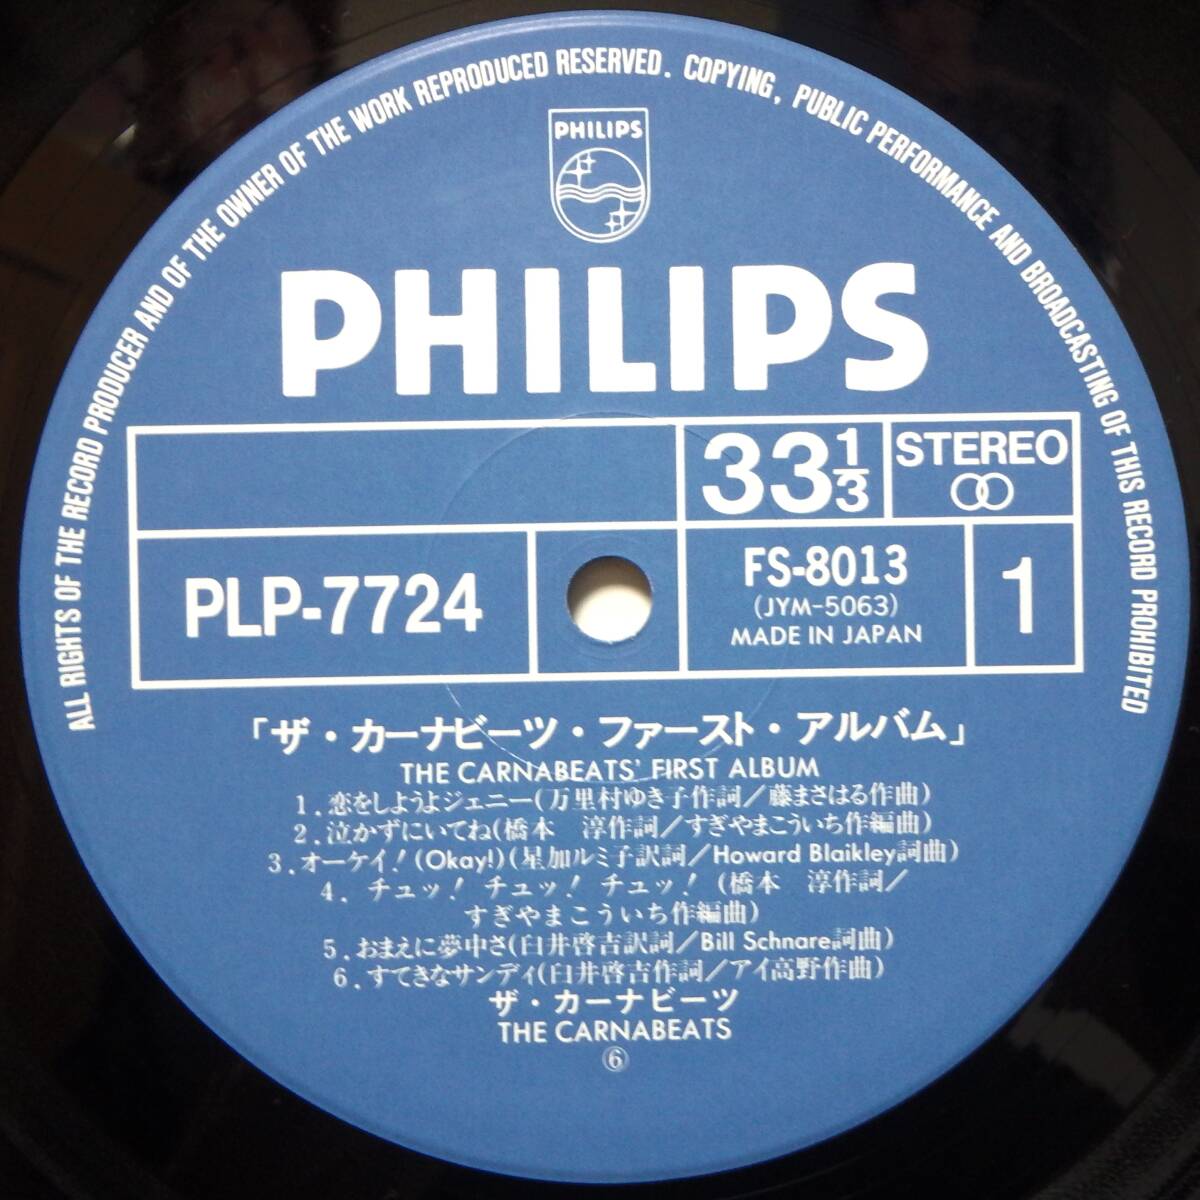 ALL RIGHTS OF THE RECORD PRODUCER AND OF THE OWNER OF THE WORK REPRODUCED RESERVED. COPYING, PUBLIC PERFORMANCE AND BROADCASTING OF THIS RECORD PROHIBITED
PHILIPS
PHILIPS
33 1/3
STEREO
PLP-7724
FS-8013
(JYM-5063)
MADE IN JAPAN
1
「ザ・カーナビーツ・ファースト・アルバム」
THE CARNABEATS' FIRST ALBUM
1. 恋をしようよジェニー(万里村ゆき子作詞/藤まさはる作曲)
2. 泣かずにいてね(橋本 淳作詞/すぎやまこういち作編曲)
3. オーケイ!(Okay!)(星加ルミ子訳詞/Howard Blaikley詞曲)
4. チュッ! チュッ! チュッ! (橋本 淳作詞/
すぎやまこういち作編曲)
5. おまえに夢中さ(臼井啓吉訳詞/Bill Schnare詞曲)
6. すてきなサンディ(臼井啓吉作詞/アイ高野作曲)
ザ・カーナビーツ
THE CARNABEATS
⑥